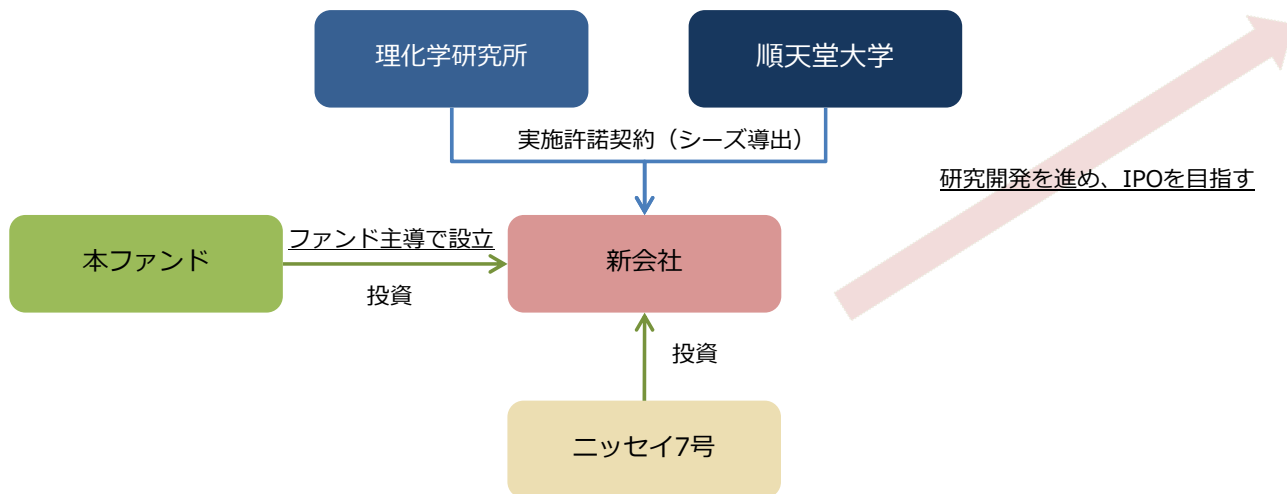 理化学研究所
順天堂大学
実施許諾契約（シーズ導出）
研究開発を進め、IPOを目指す
本ファンド
ファンド主導で設立
投資
新会社
投資
ニッセイ7号